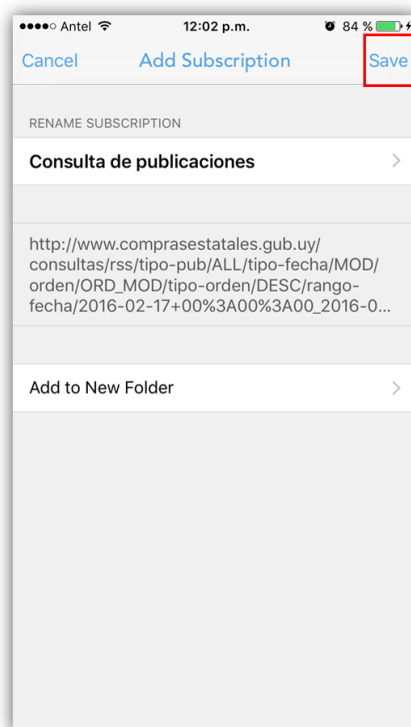 Antel 12:02 p.m. 84 %
Cancel Add Subscription Save
RENAME SUBSCRIPTION
Consulta de publicaciones
http://www.comprasestatales.gub.uy/
consultas/rss/tipo-pub/ALL/tipo-fecha/MOD/
orden/ORD_MOD/tipo-orden/DESC/rango-
fecha/2016-02-17+00%3A00%3A00_2016-0...
Add to New Folder